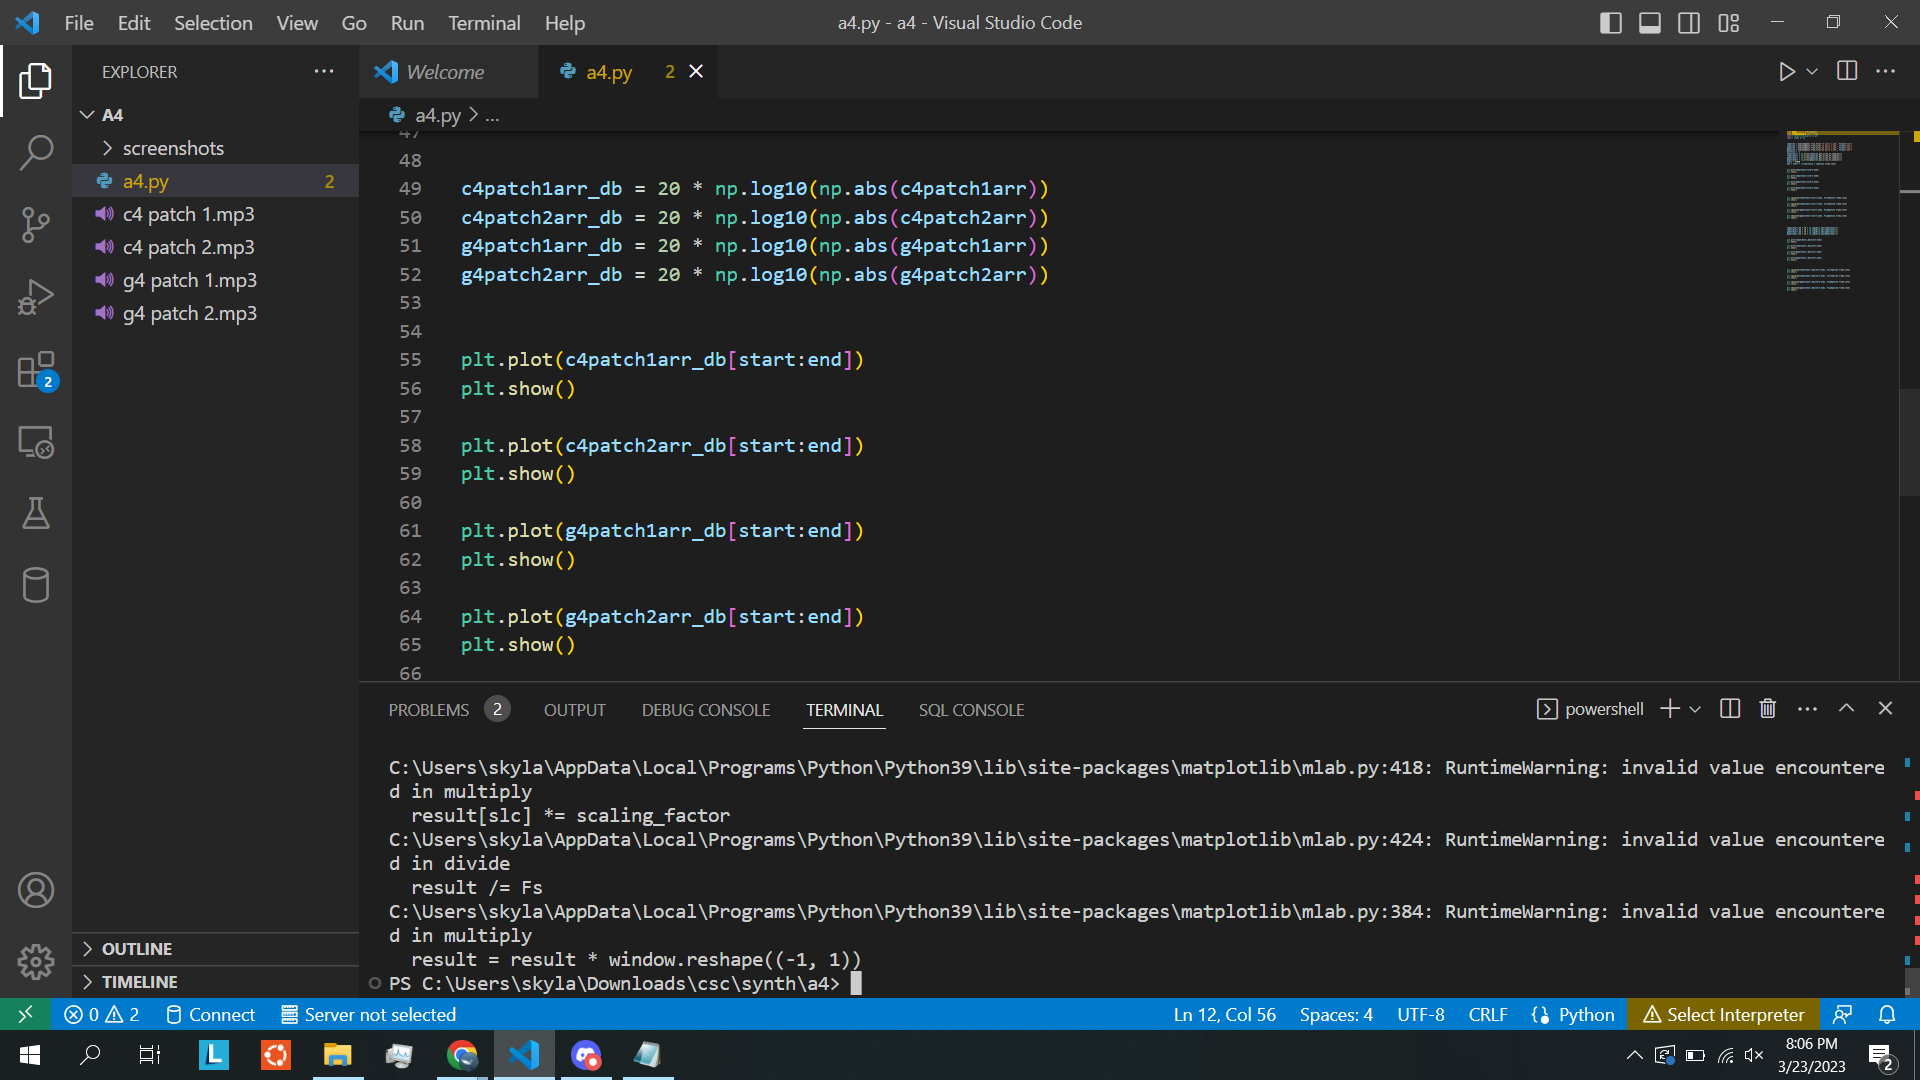 File Edit Selection View Go Run Terminal Help
a4.py - a4 - Visual Studio Code
EXPLORER
Welcome
a4.py 2
A4
screenshots
a4.py 2
c4 patch 1.mp3
c4 patch 2.mp3
g4 patch 1.mp3
g4 patch 2.mp3
OUTLINE
TIMELINE
2
a4.py > ...
47
48
49 c4patch1arr_db = 20 * np.log10(np.abs(c4patch1arr))
50 c4patch2arr_db = 20 * np.log10(np.abs(c4patch2arr))
51 g4patch1arr_db = 20 * np.log10(np.abs(g4patch1arr))
52 g4patch2arr_db = 20 * np.log10(np.abs(g4patch2arr))
53
54
55 plt.plot(c4patch1arr_db[start:end])
56 plt.show()
57
58 plt.plot(c4patch2arr_db[start:end])
59 plt.show()
60
61 plt.plot(g4patch1arr_db[start:end])
62 plt.show()
63
64 plt.plot(g4patch2arr_db[start:end])
65 plt.show()
66
PROBLEMS 2 OUTPUT DEBUG CONSOLE TERMINAL SQL CONSOLE
powershell
C:\Users\skyla\AppData\Local\Programs\Python\Python39\lib\site-packages\matplotlib\mlab.py:418: RuntimeWarning: invalid value encountere
d in multiply
result[slc] *= scaling_factor
C:\Users\skyla\AppData\Local\Programs\Python\Python39\lib\site-packages\matplotlib\mlab.py:424: RuntimeWarning: invalid value encountere
d in divide
result /= Fs
C:\Users\skyla\AppData\Local\Programs\Python\Python39\lib\site-packages\matplotlib\mlab.py:384: RuntimeWarning: invalid value encountere
d in multiply
result = result * window.reshape((-1, 1))
PS C:\Users\skyla\Downloads\csc\synth\a4>
0 2 Connect Server not selected
Ln 12, Col 56 Spaces: 4 UTF-8 CRLF Python Select Interpreter
L
8:06 PM
3/23/2023
2